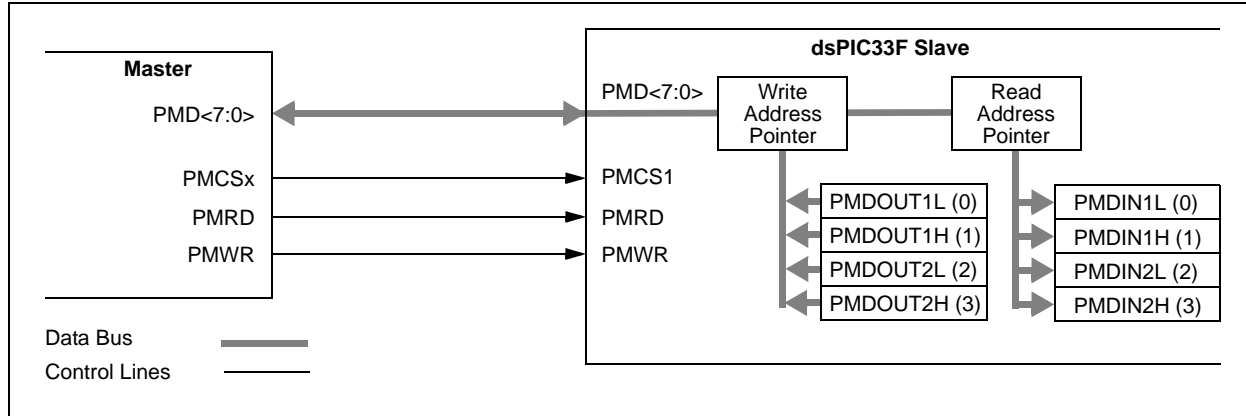 Master
PMD<7:0>
PMCSx
PMRD
PMWR
Data Bus
Control Lines
dsPIC33F Slave
PMD<7:0>
PMCS1
PMRD
PMWR
Write
Address
Pointer
Read
Address
Pointer
PMDOUT1L (0)
PMDOUT1H (1)
PMDOUT2L (2)
PMDOUT2H (3)
PMDIN1L (0)
PMDIN1H (1)
PMDIN2L (2)
PMDIN2H (3)